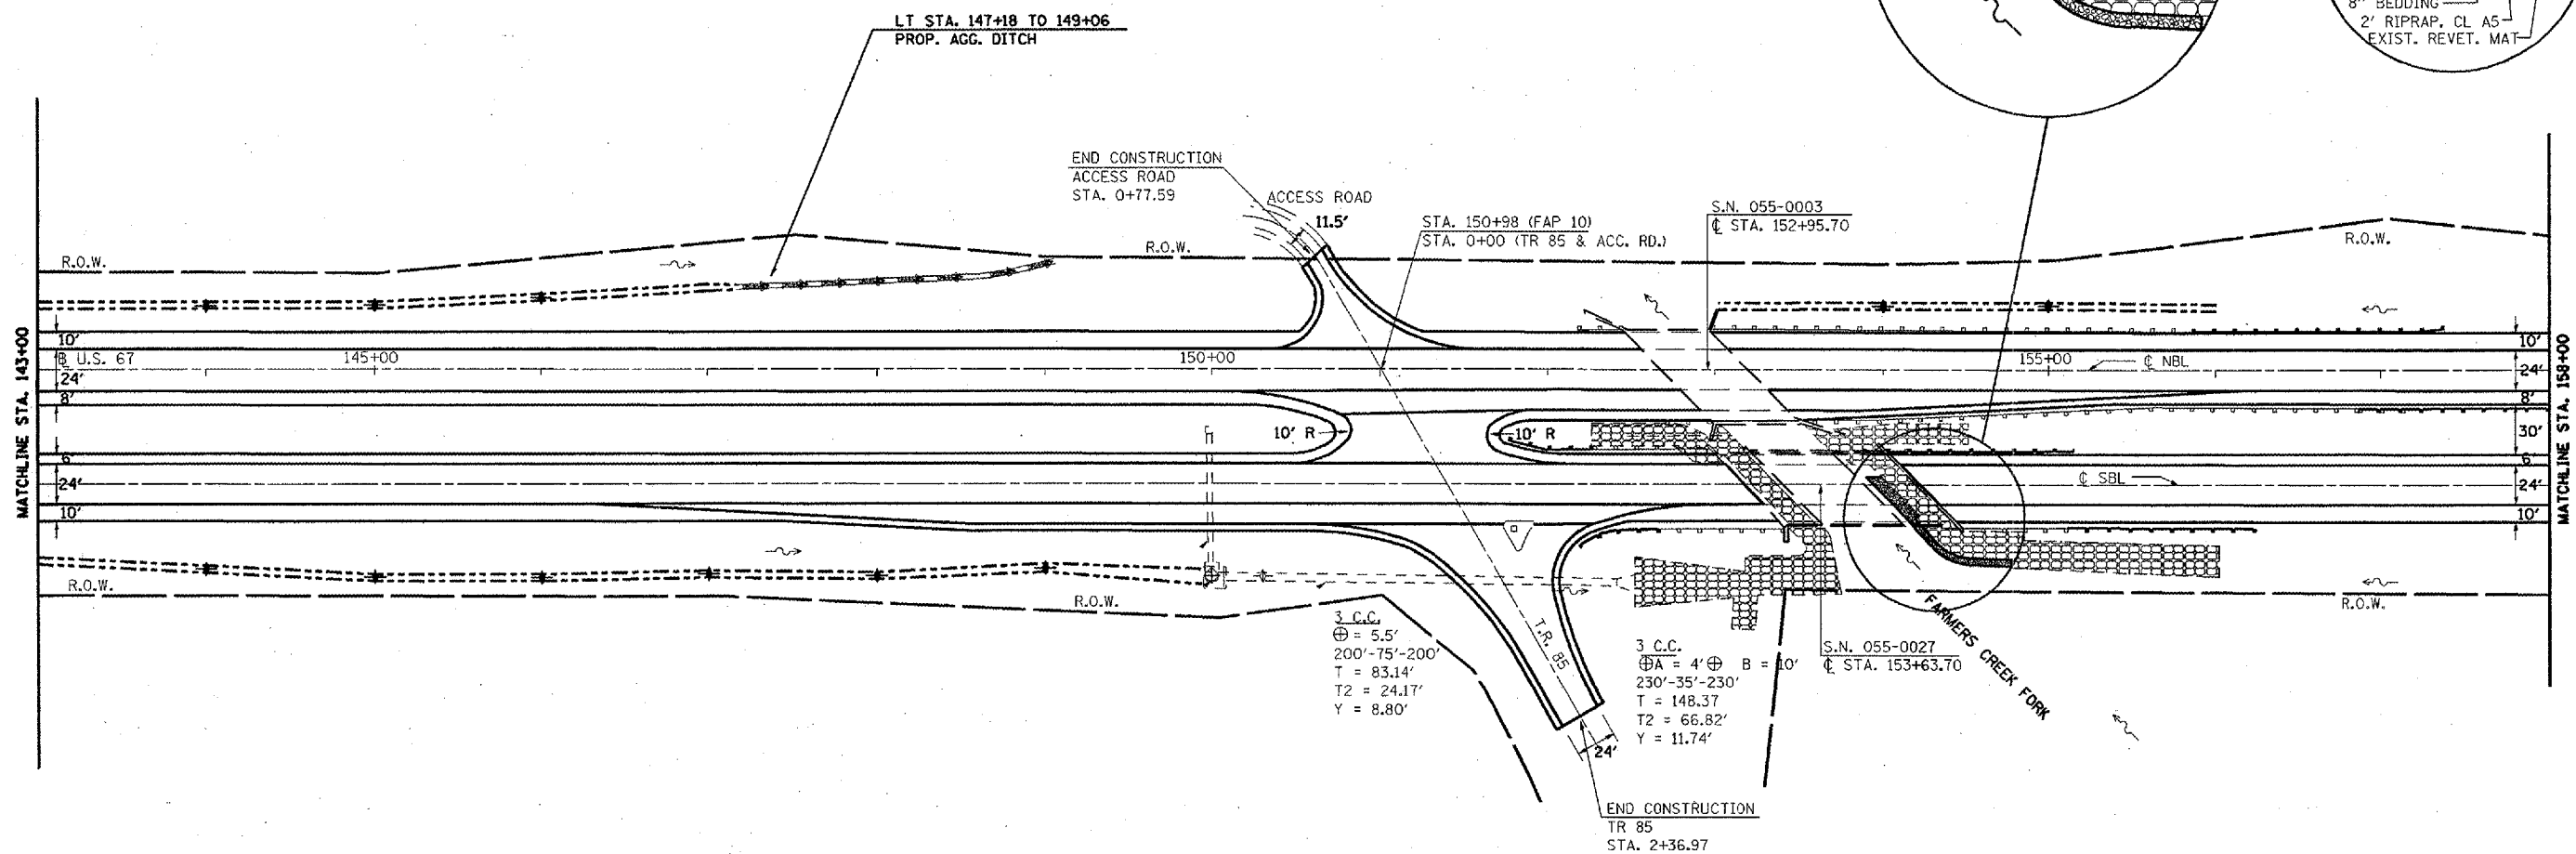 8" BEDDING
2' RIPRAP. CL A5
EXIST. REVET. MAT
LT STA. 147+18 TO 149+06
PROP. AGG. DITCH
END CONSTRUCTION
ACCESS ROAD
STA. 0+77.59
ACCESS ROAD
11.5'
STA. 150+98 (FAP 10)
STA. 0+00 (TR 85 & ACC. RD.)
S.N. 055-0003
℄ STA. 152+95.70
R.O.W.
R.O.W.
R.O.W.
MATCHLINE STA. 143+00
10'
℄ U.S. 67
24'
8'
6'
24'
10'
145+00
150+00
155+00
℄ NBL
10' R
10' R
℄ SBL
10'
24'
8'
30'
6'
24'
10'
MATCHLINE STA. 158+00
R.O.W.
R.O.W.
R.O.W.
3 C.C.
⊕ = 5.5'
200'-75'-200'
T = 83.14'
T2 = 24.17'
Y = 8.80'
T.R. 85
3 C.C.
⊕A = 4' ⊕ B = 10'
230'-35'-230'
T = 148.37
T2 = 66.82'
Y = 11.74'
S.N. 055-0027
℄ STA. 153+63.70
FARMERS CREEK FORK
24'
END CONSTRUCTION
TR 85
STA. 2+36.97